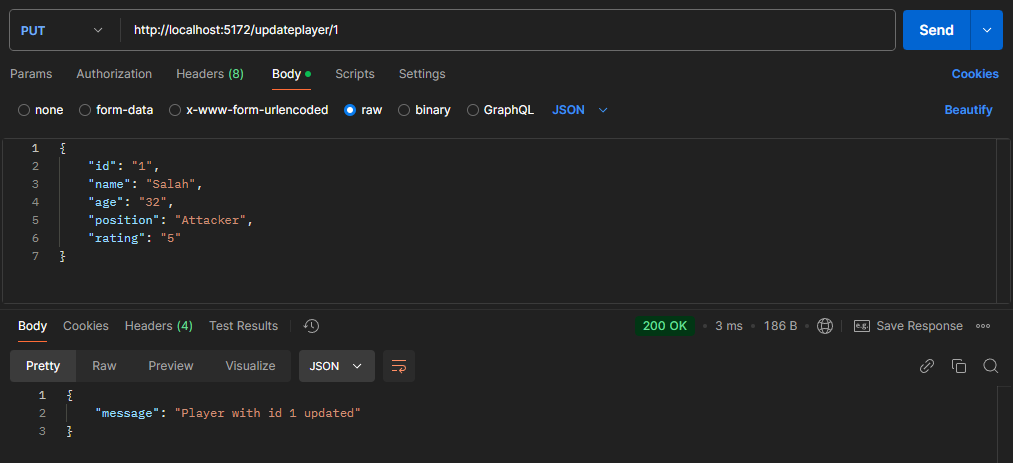 PUT http://localhost:5172/updateplayer/1 Send
Params Authorization Headers (8) Body Scripts Settings Cookies
none form-data x-www-form-urlencoded raw binary GraphQL JSON Beautify
1 {
2 "id": "1",
3 "name": "Salah",
4 "age": "32",
5 "position": "Attacker",
6 "rating": "5"
7 }
Body Cookies Headers (4) Test Results 200 OK • 3 ms • 186 B • e.g. Save Response
Pretty Raw Preview Visualize JSON
1 {
2 "message": "Player with id 1 updated"
3 }